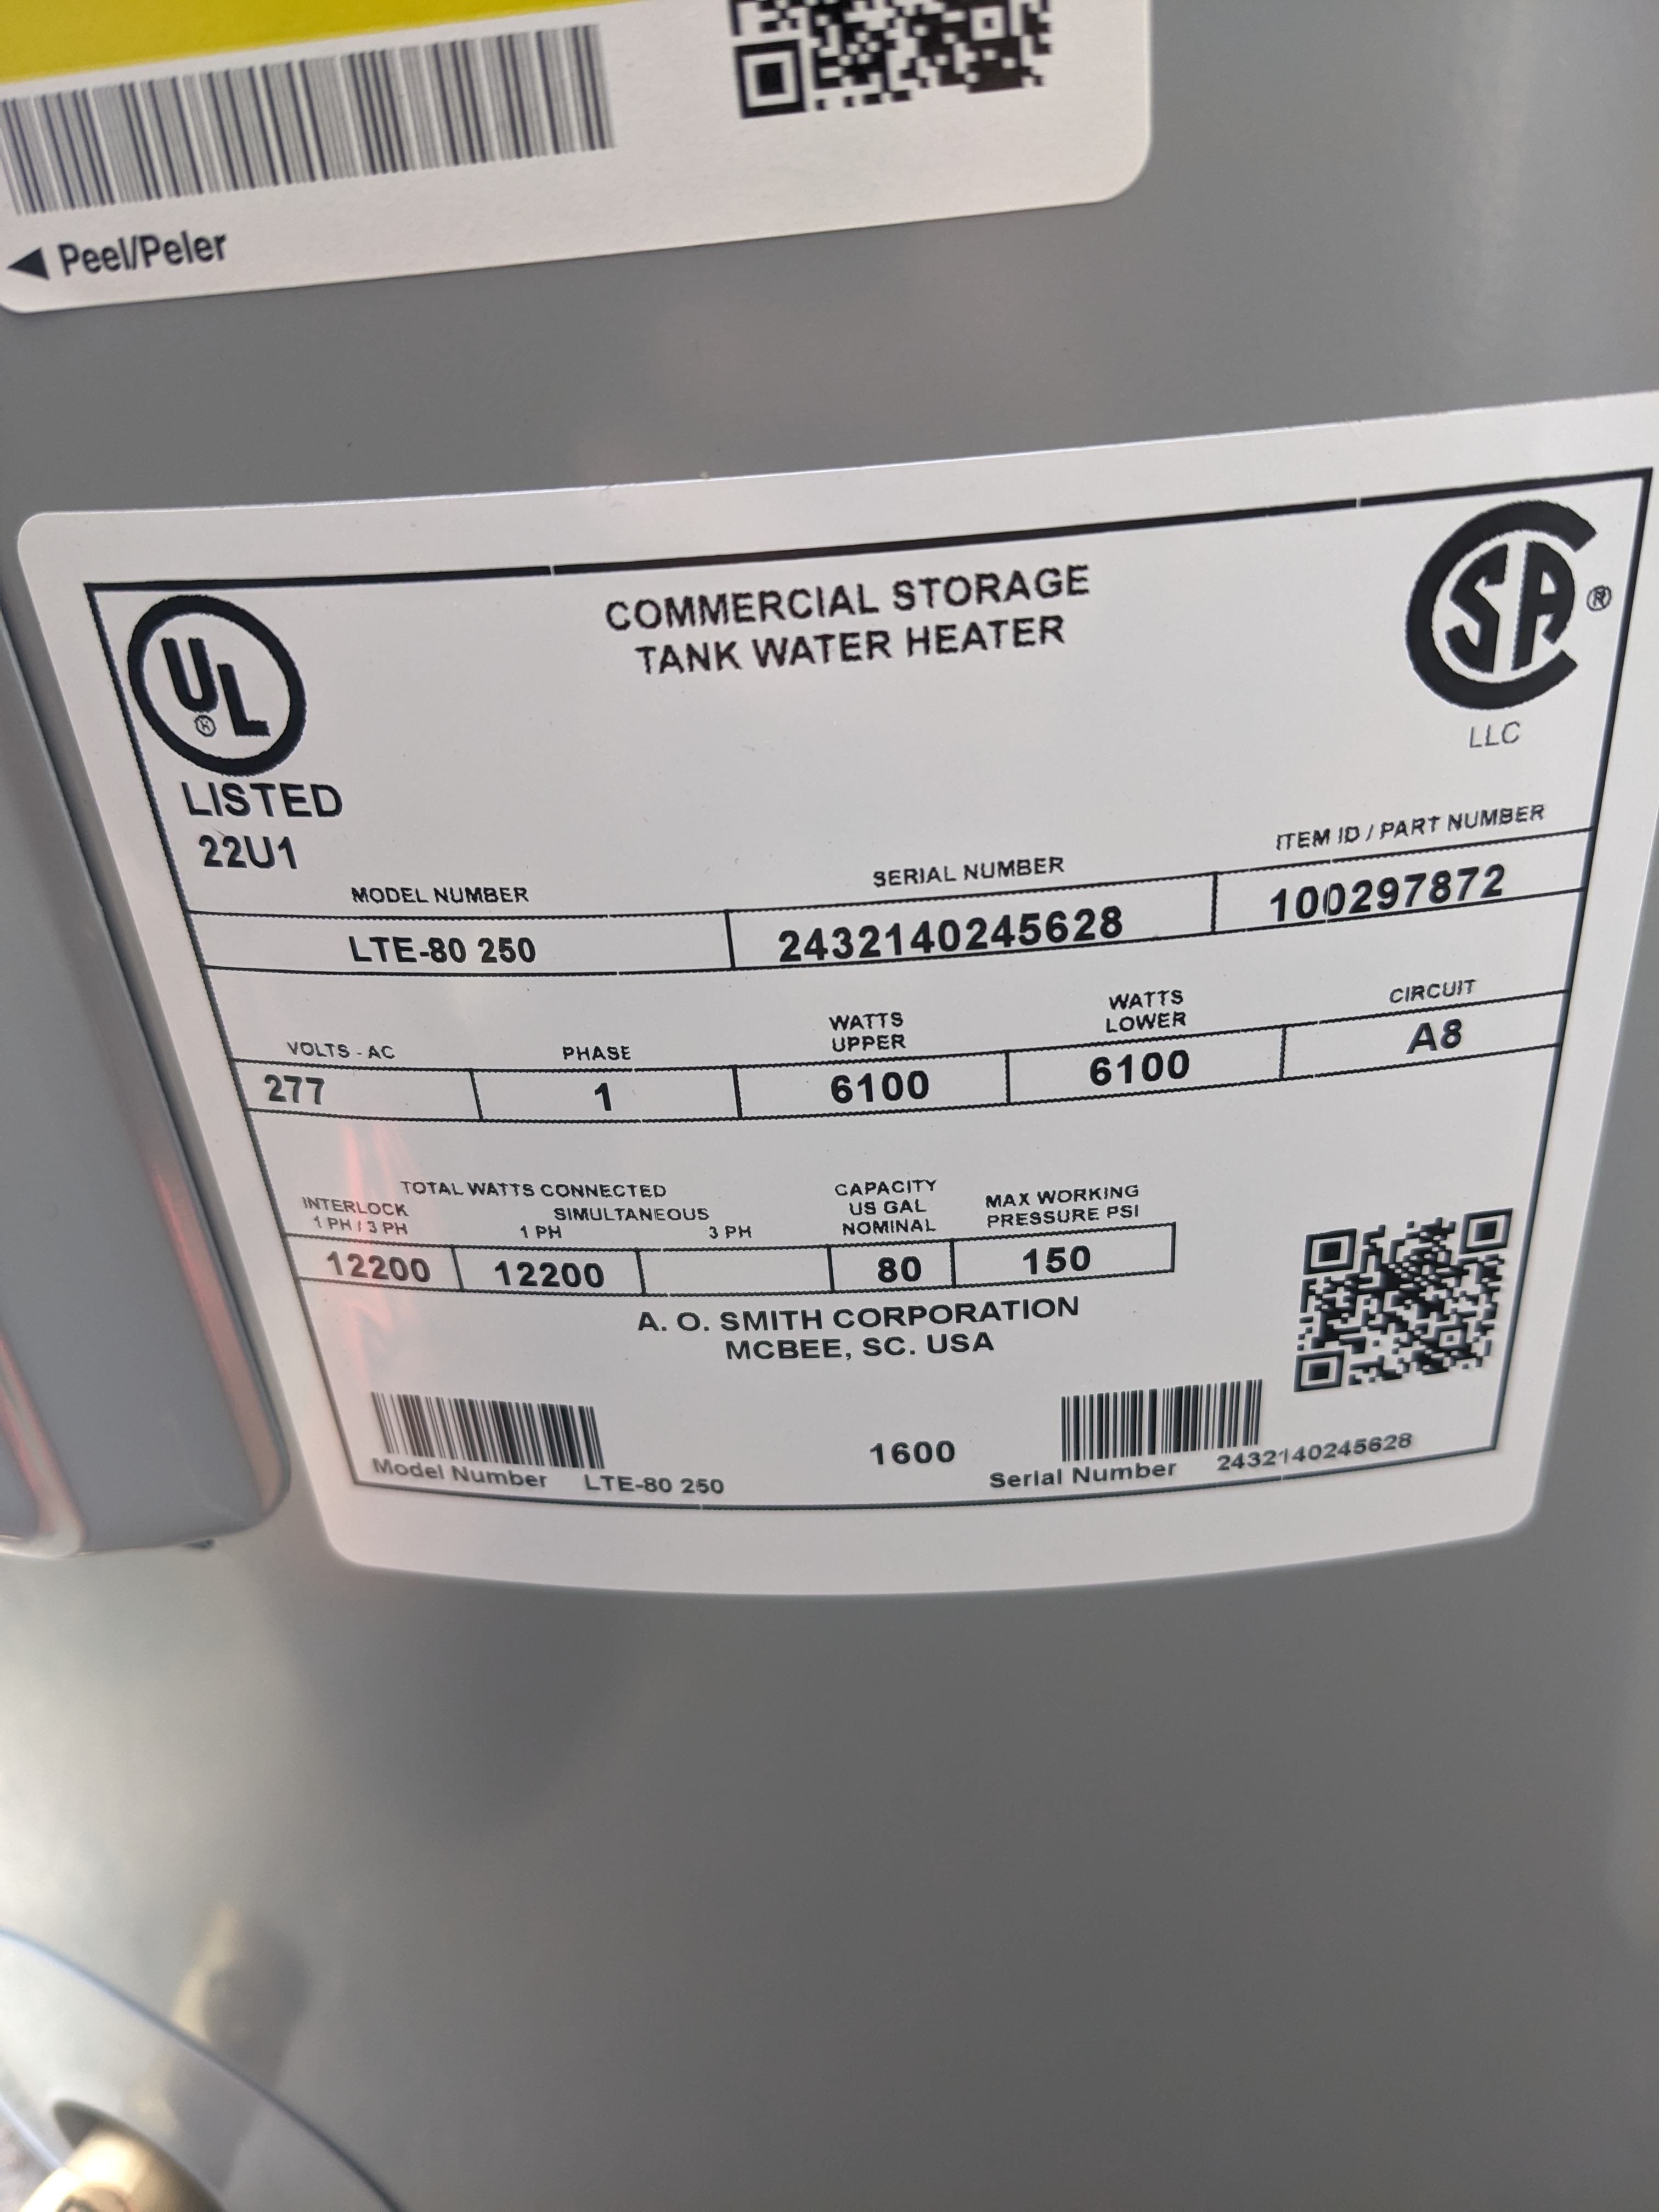 ◄ Peel/Peler
UL
®
LISTED
22U1
COMMERCIAL STORAGE
TANK WATER HEATER
SA
®
LLC
MODEL NUMBER SERIAL NUMBER ITEM ID / PART NUMBER
LTE-80 250 2432140245628 100297872
VOLTS - AC PHASE WATTS UPPER WATTS LOWER CIRCUIT
277 1 6100 6100 A8
TOTAL WATTS CONNECTED
INTERLOCK 1 PH / 3 PH SIMULTANEOUS 1 PH 3 PH CAPACITY US GAL NOMINAL MAX WORKING PRESSURE PSI
12200 12200 80 150
A. O. SMITH CORPORATION
MCBEE, SC. USA
Model Number LTE-80 250 1600 Serial Number 2432140245628